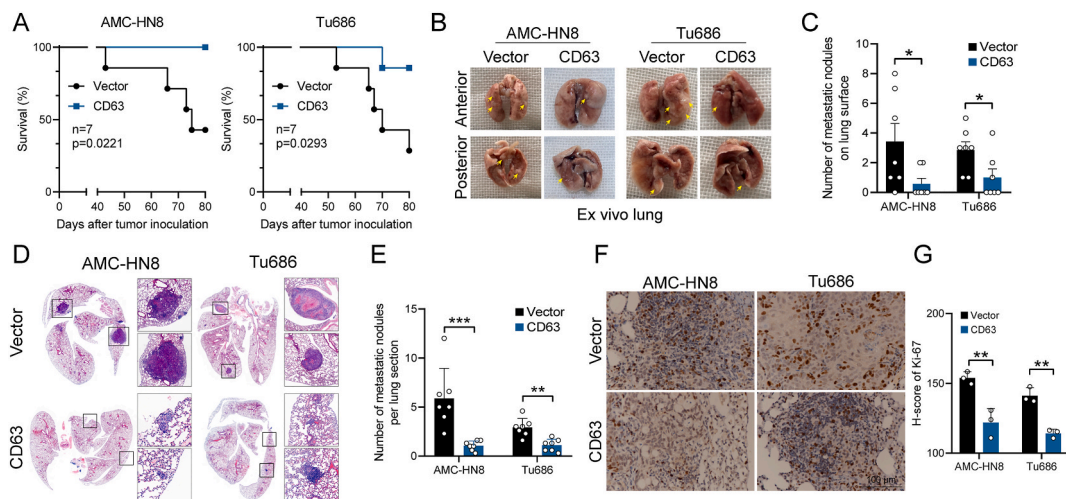 A
AMC-HN8
Tu686
Survival (%)
100
50
0
Vector
CD63
n=7
p=0.0221
0 40 50 60 70 80
Days after tumor inoculation
Survival (%)
100
50
0
Vector
CD63
n=7
p=0.0293
0 40 50 60 70 80
Days after tumor inoculation
B
AMC-HN8
Tu686
Vector CD63 Vector CD63
Anterior
Posterior
Ex vivo lung
C
Number of metastatic nodules
on lung surface
10
8
6
4
2
0
Vector
CD63
*
*
AMC-HN8 Tu686
D
AMC-HN8
Tu686
Vector
CD63
E
Number of metastatic nodules
per lung section
15
10
5
0
Vector
CD63
***
**
AMC-HN8 Tu686
F
AMC-HN8
Tu686
Vector
CD63
100 μm
G
H-score of Ki-67
200
150
100
Vector
CD63
**
**
AMC-HN8 Tu686